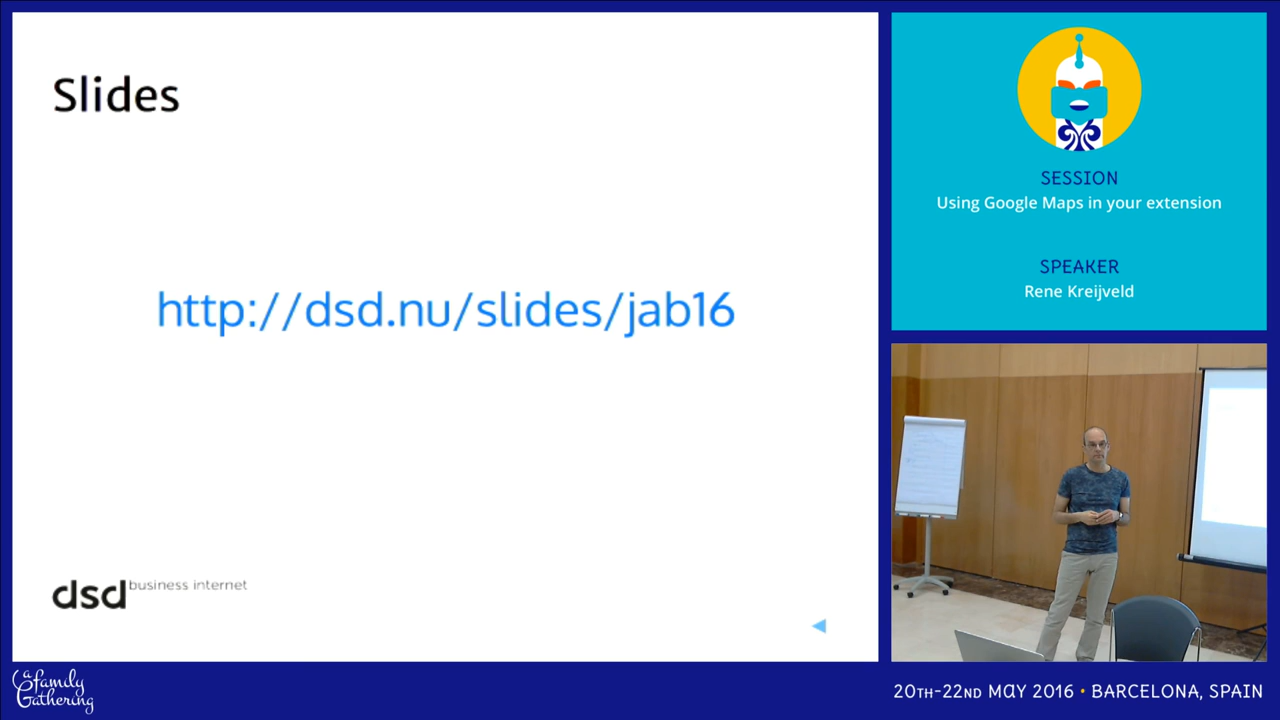 Slides
http://dsd.nu/slides/jab16
dsd business internet
SESSION
Using Google Maps in your extension
SPEAKER
Rene Kreijveld
a family
Gathering
20TH-22ND MAY 2016 • BARCELONA, SPAIN